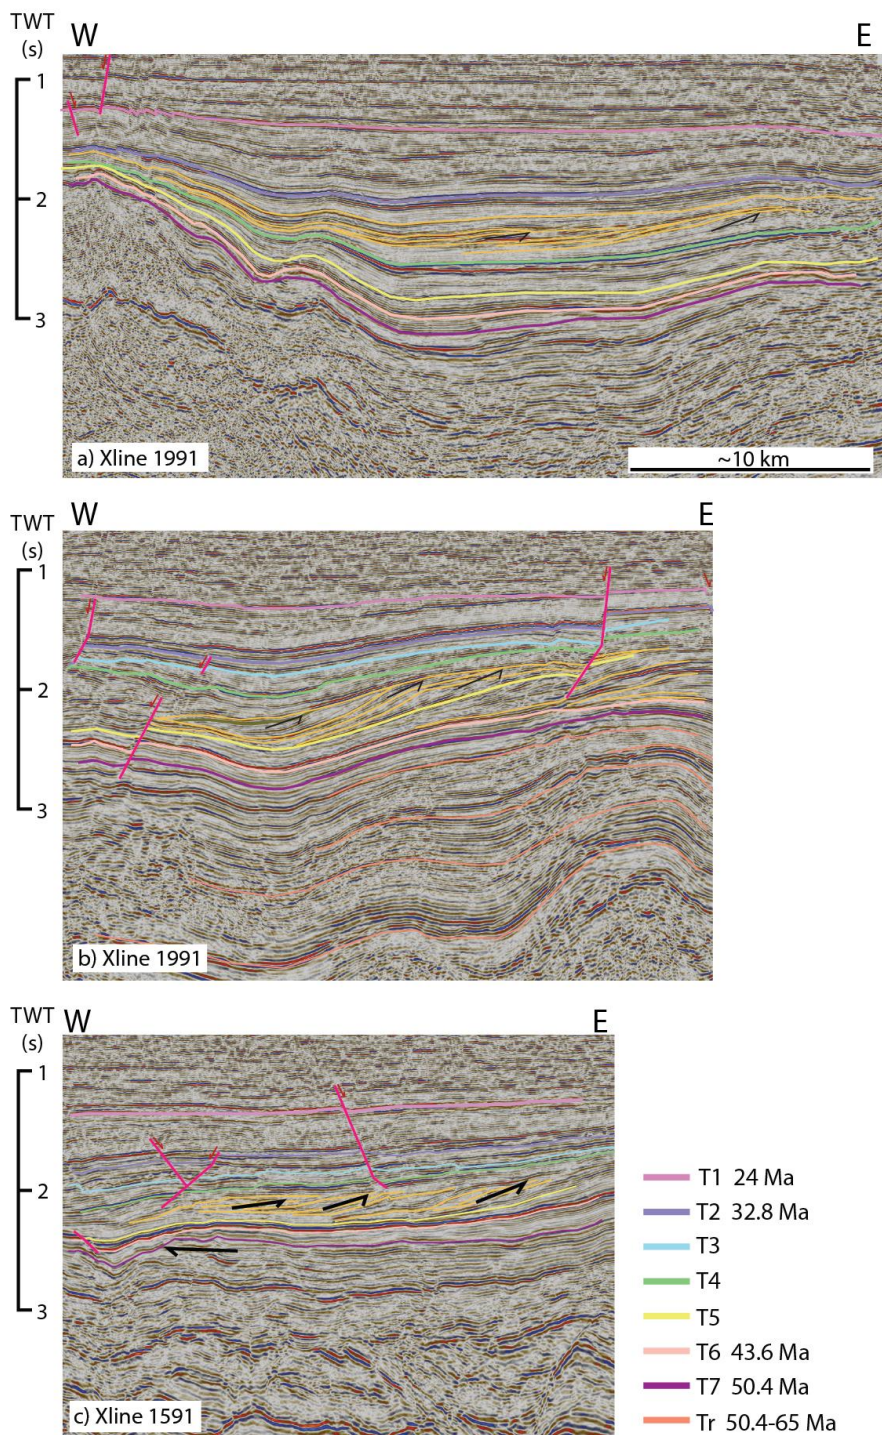 TWT
(s)
W
E
1
2
3
a) Xline 1991
~10 km
TWT
(s)
W
E
1
2
3
b) Xline 1991
TWT
(s)
W
E
1
2
3
c) Xline 1591
T1 24 Ma
T2 32.8 Ma
T3
T4
T5
T6 43.6 Ma
T7 50.4 Ma
Tr 50.4-65 Ma